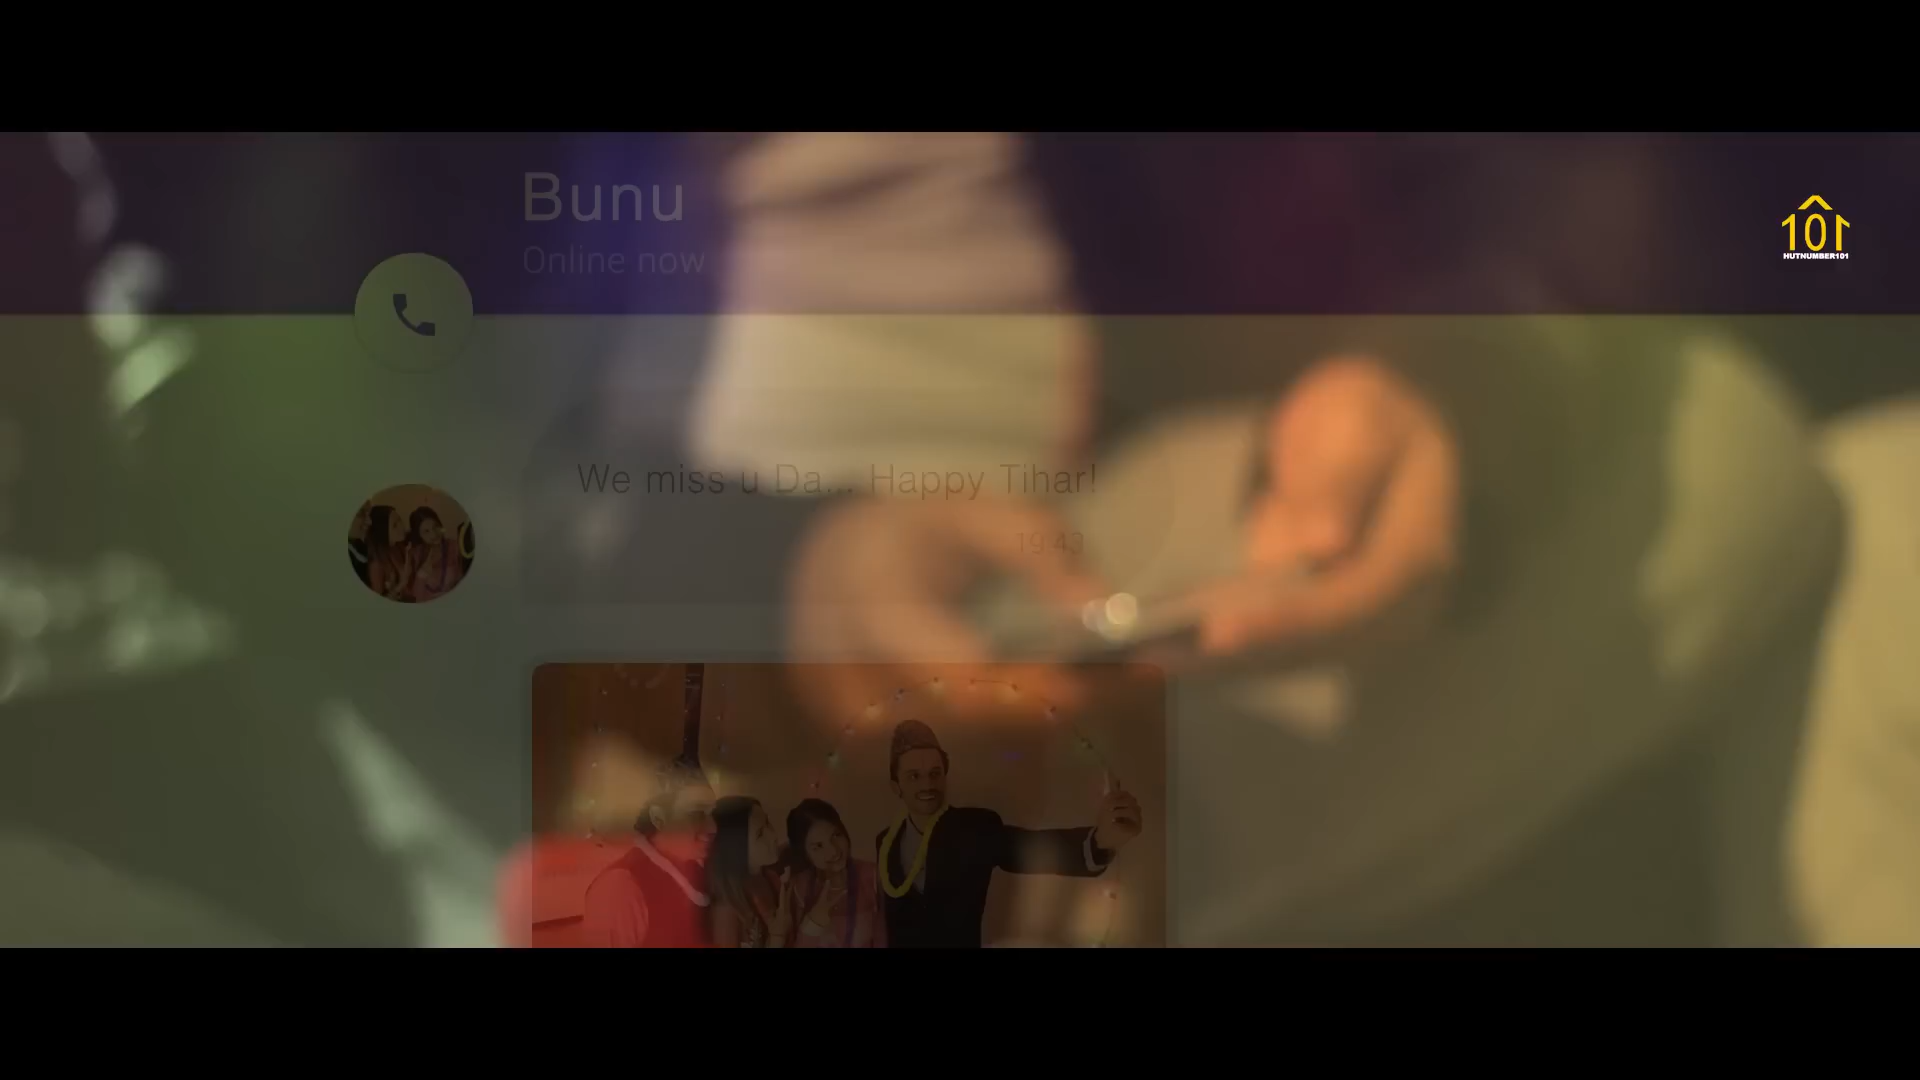 Bunu
Online now
101
HUTNUMBER101
We miss u Da... Happy Tihar!
19:43